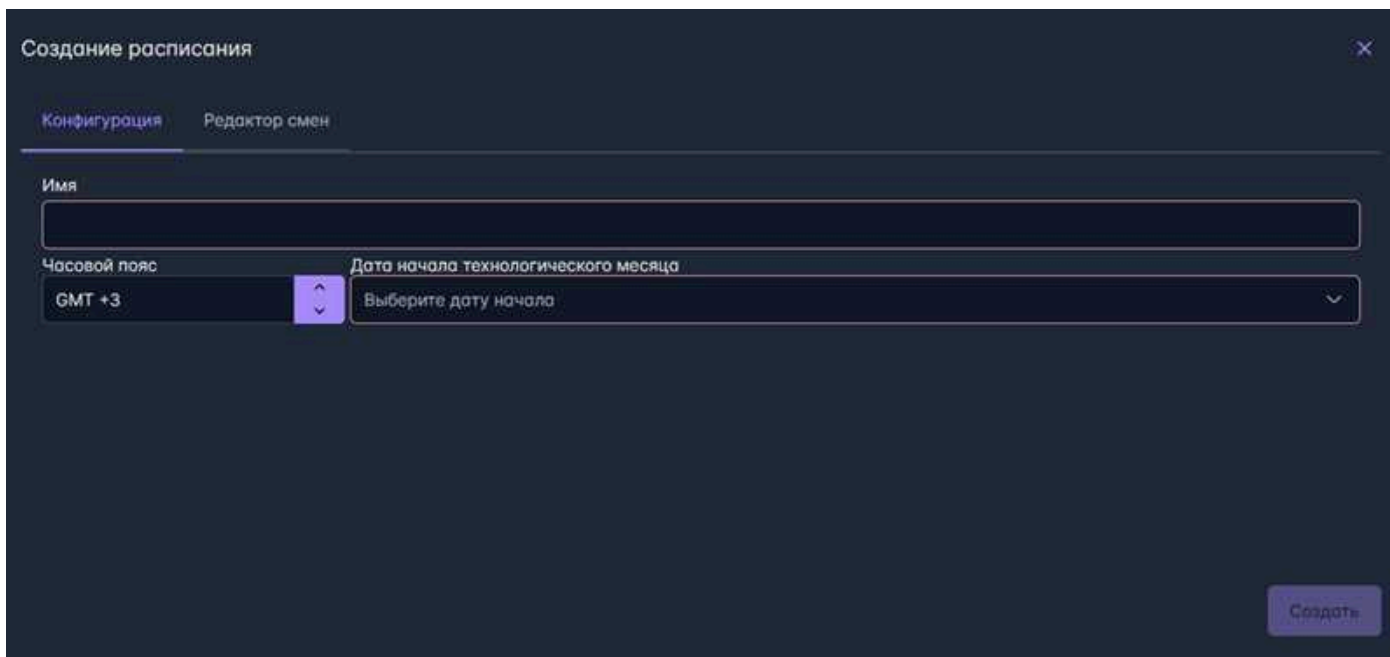 Создание расписания
Конфигурация Редактор смен
Имя
Часовой пояс Дата начала технологического месяца
GMT +3 Выберите дату начала
Создать